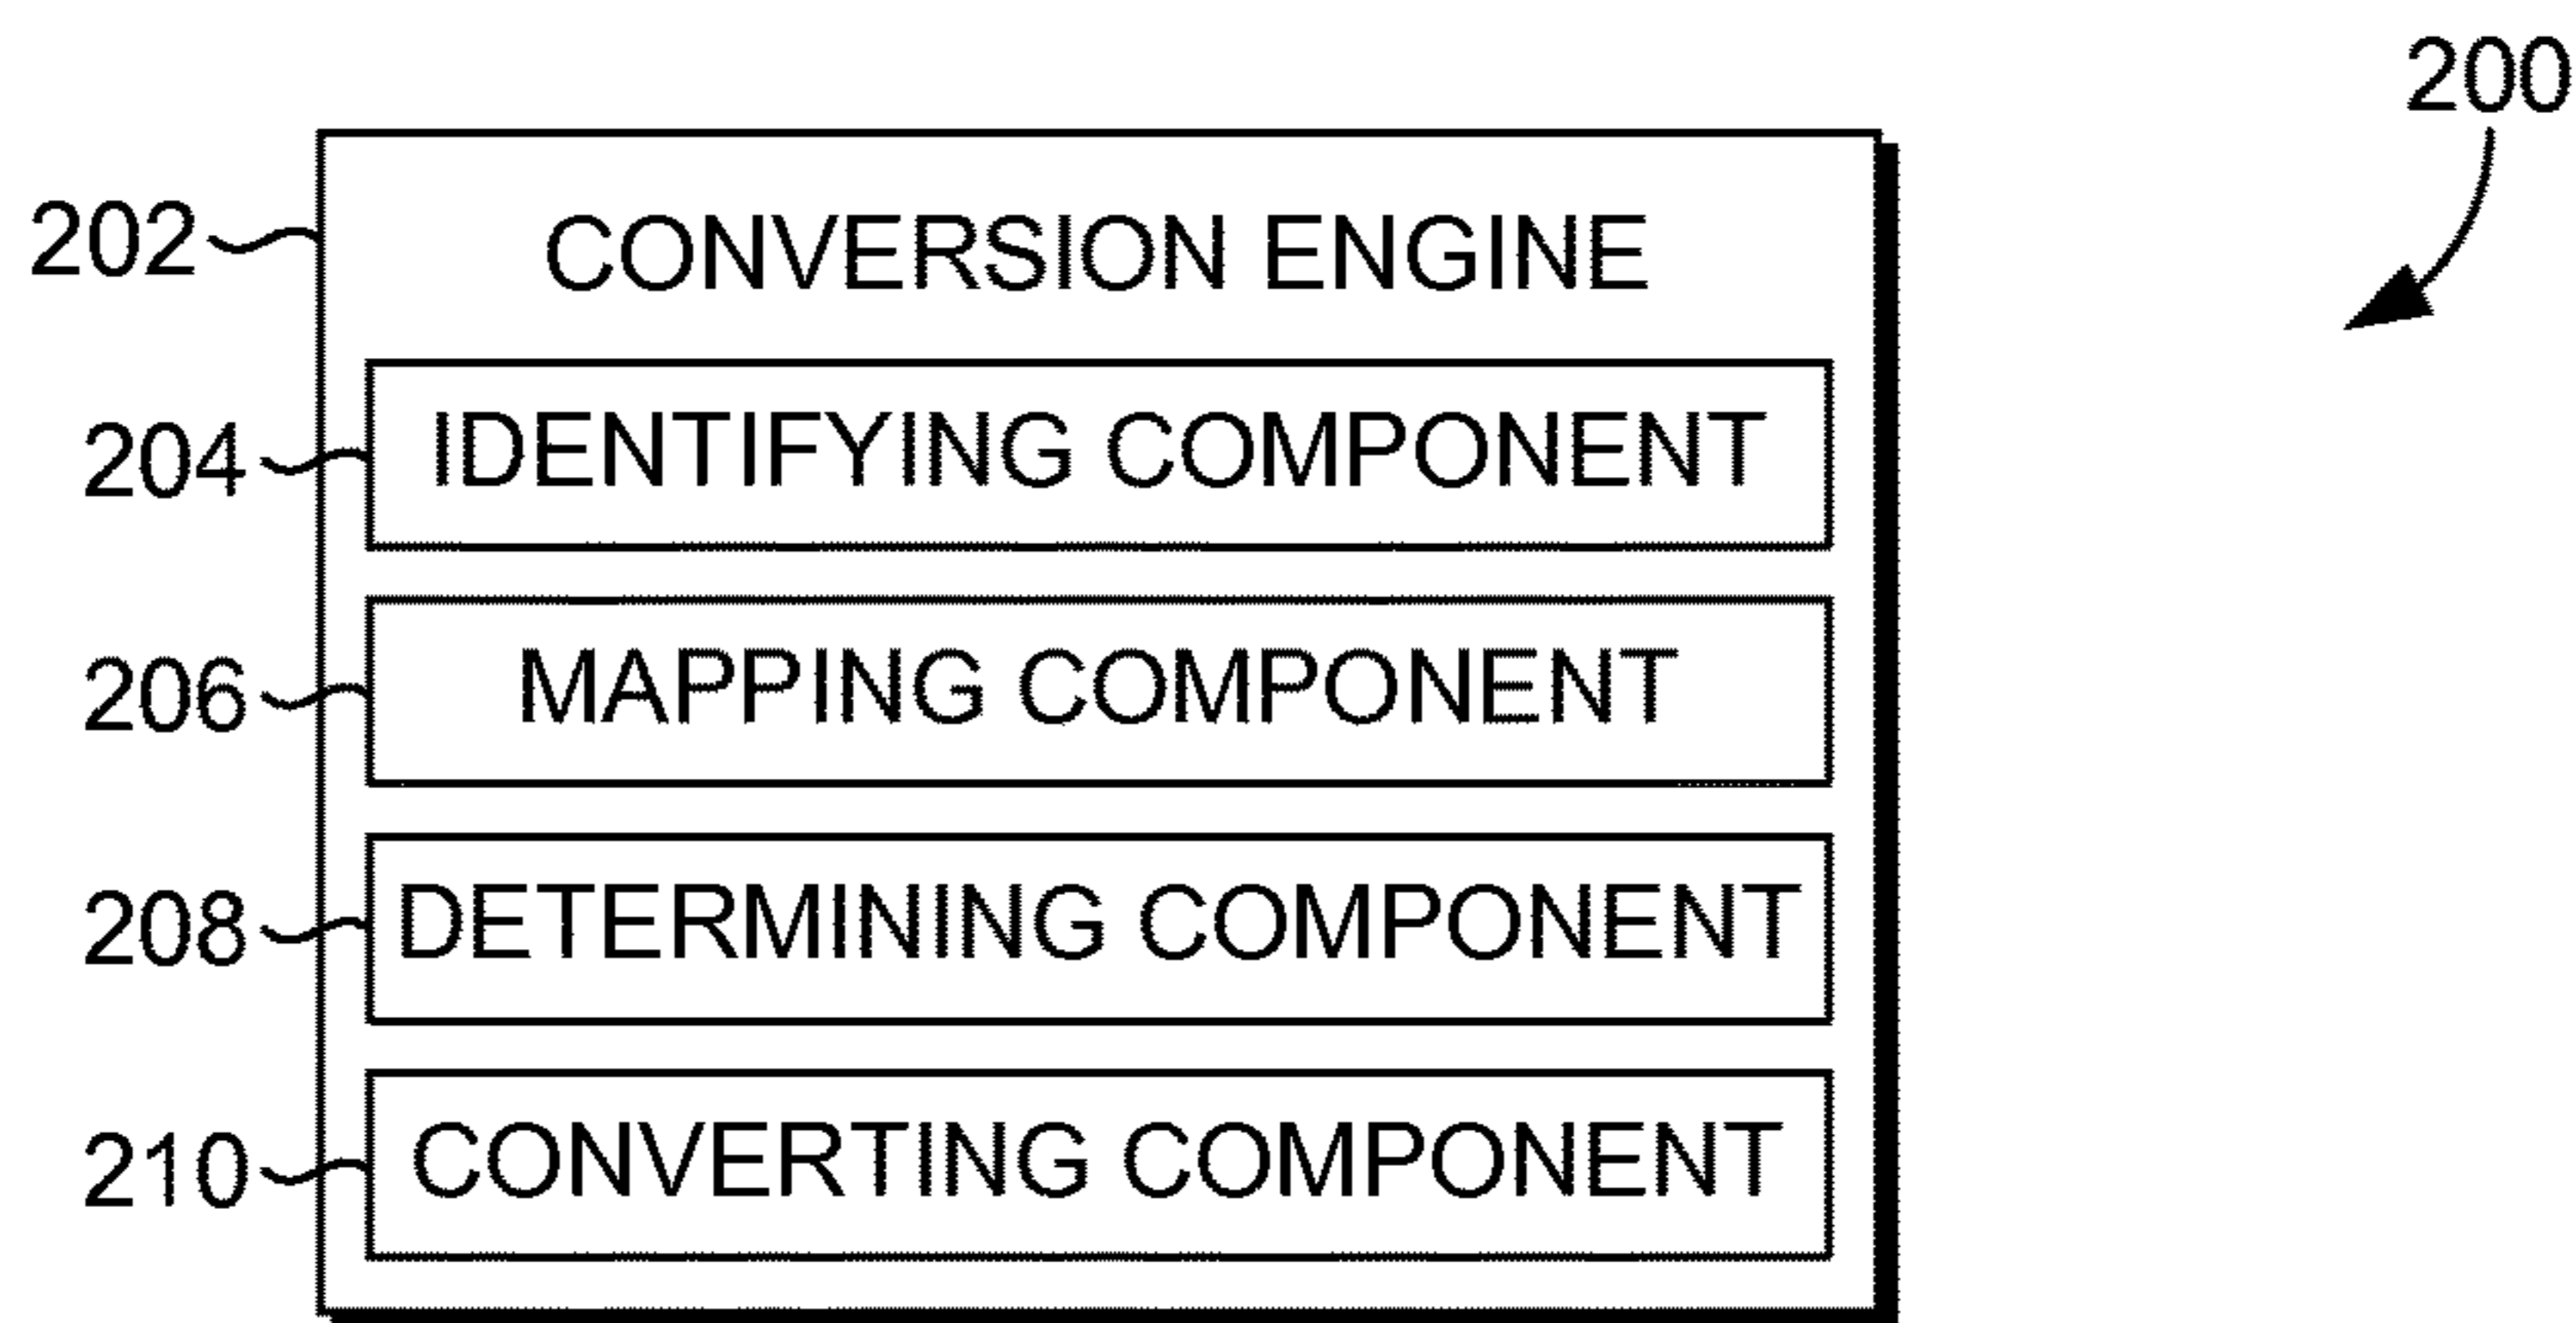 200
202 CONVERSION ENGINE
204 IDENTIFYING COMPONENT
206 MAPPING COMPONENT
208 DETERMINING COMPONENT
210 CONVERTING COMPONENT